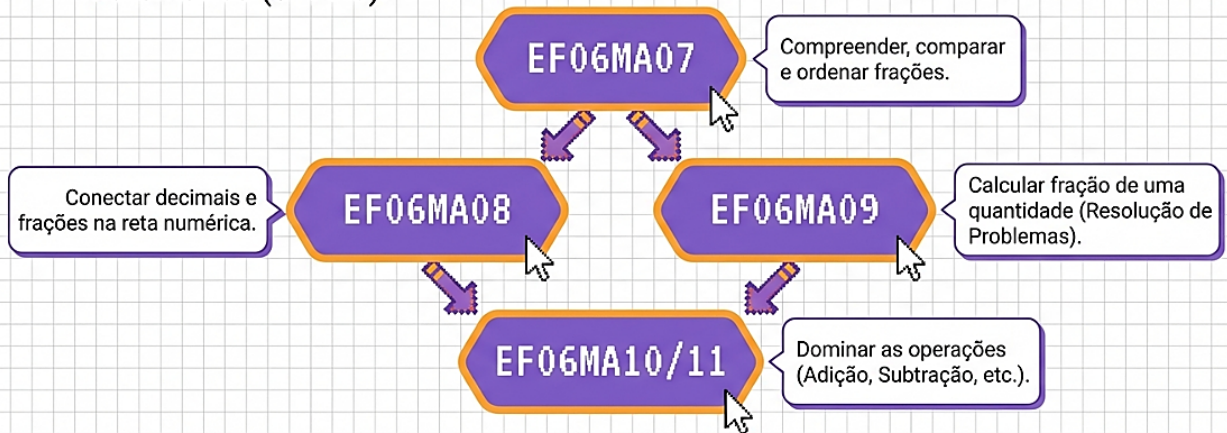 EF06MA07
Compreender, comparar
e ordenar frações.
Conectar decimais e
frações na reta numérica.
EF06MA08
EF06MA09
Calcular fração de uma
quantidade (Resolução de
Problemas).
EF06MA10/11
Dominar as operações
(Adição, Subtração, etc.).